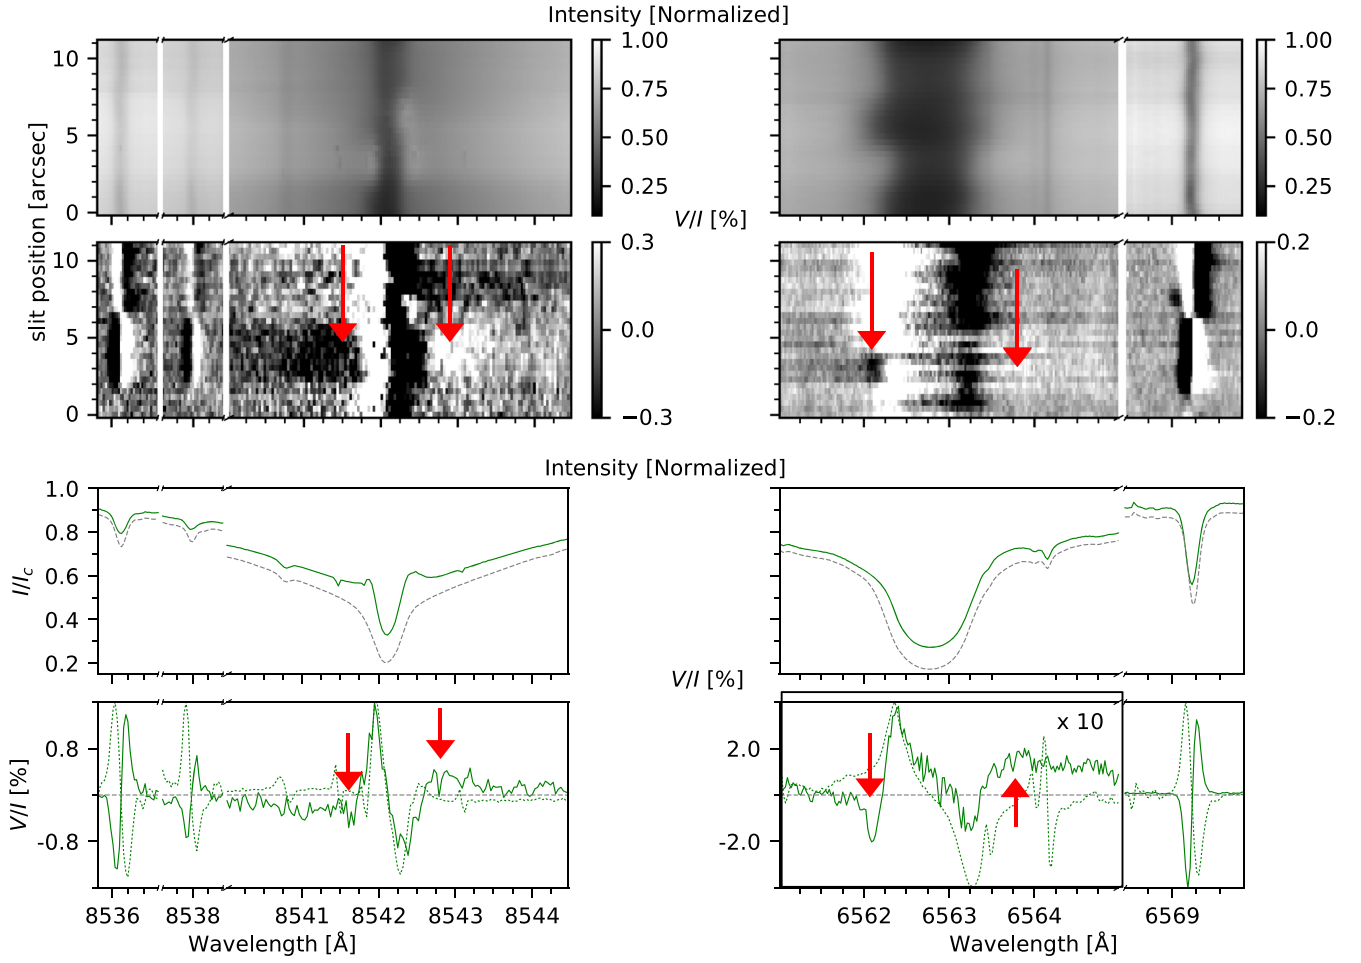 Intensity [Normalized]
slit position [arcsec]
10
5
0
1.00
0.75
0.50
0.25
1.00
0.75
0.50
0.25
V/I [%]
10
5
0
0.3
0.0
−0.3
0.2
0.0
−0.2
Intensity [Normalized]
I/Ic
1.0
0.8
0.6
0.4
0.2
V/I [%]
V/I [%]
0.8
-0.8
x 10
2.0
-2.0
8536 8538 8541 8542 8543 8544
6562 6563 6564 6569
Wavelength [Å]
Wavelength [Å]